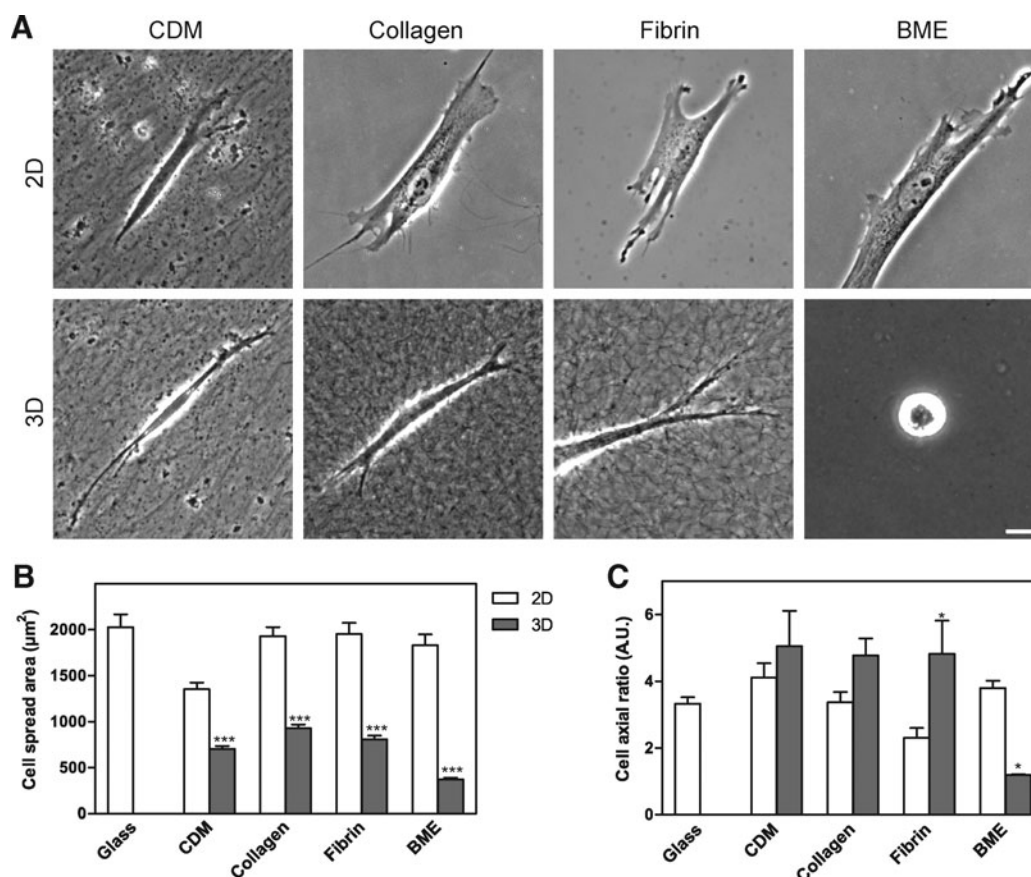 A
CDM Collagen Fibrin BME
2D
3D
B
Cell spread area (µm²)
2000
1500
1000
500
0
*** *** *** ***
Glass CDM Collagen Fibrin BME
2D
3D
C
Cell axial ratio (A.U.)
6
4
2
0
* *
Glass CDM Collagen Fibrin BME